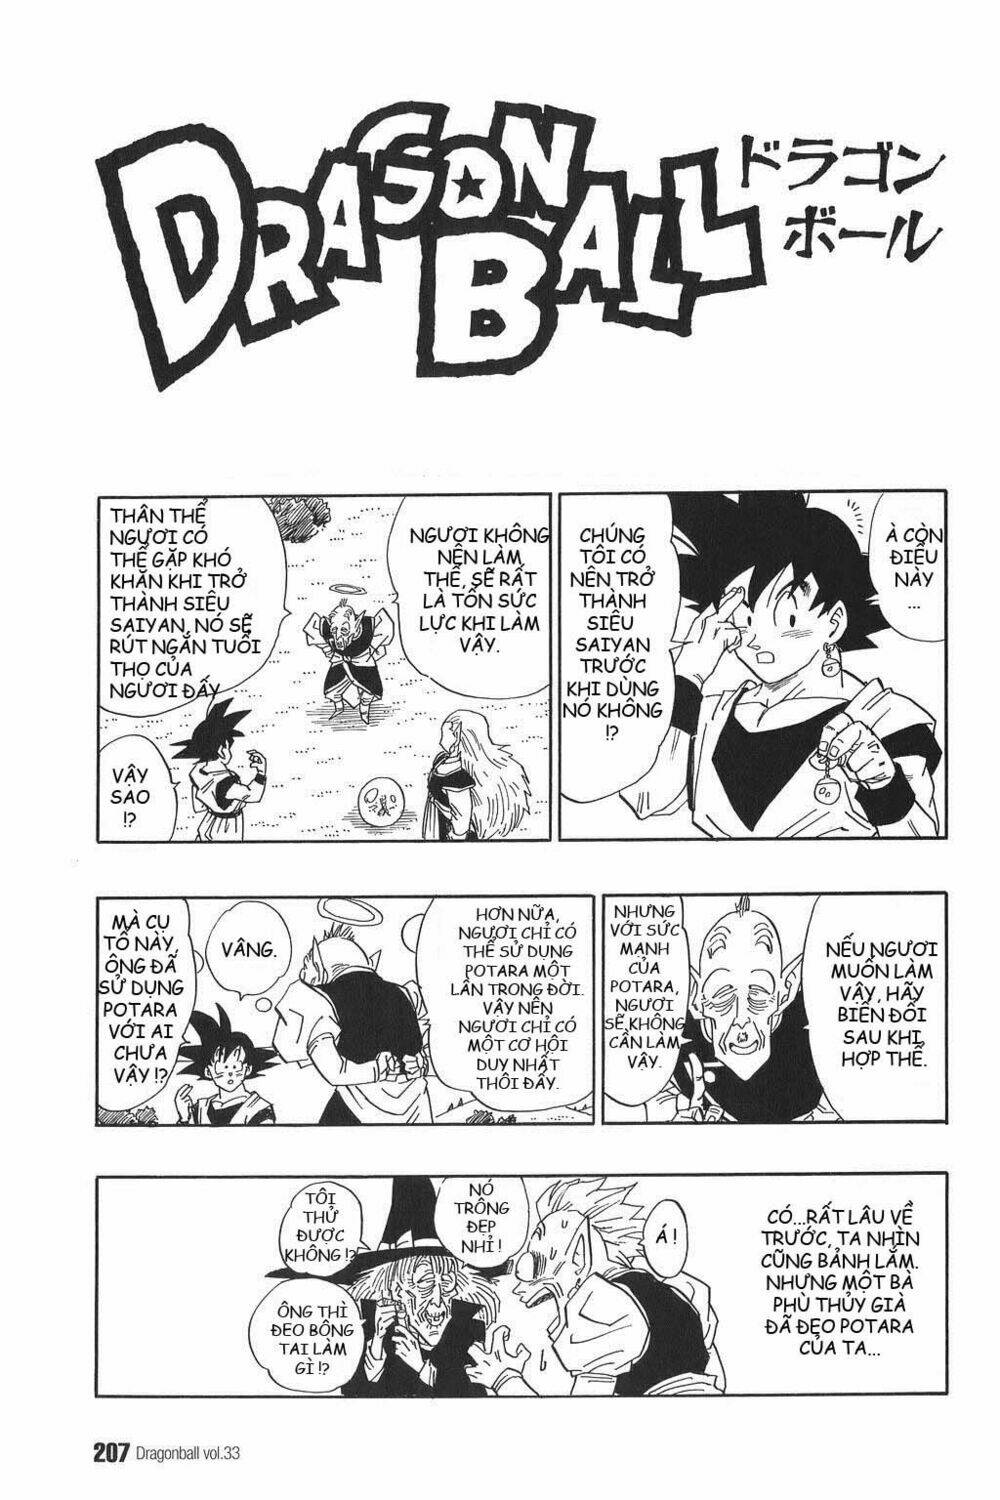 DRAGON BALL
ドラゴン
ボール
À CÒN
ĐIỀU
NÀY
...
CHÚNG
TÔI CÓ
NÊN TRỞ
THÀNH
SIÊU
SAIYAN
TRƯỚC
KHI DÙNG
NÓ KHÔNG
!?
NGƯƠI KHÔNG
NÊN LÀM
THẾ, SẼ RẤT
LÀ TỔN SỨC
LỰC KHI LÀM
VẬY.
THÂN THỂ
NGƯƠI CÓ
THỂ GẶP KHÓ
KHĂN KHI TRỞ
THÀNH SIÊU
SAIYAN, NÓ SẼ
RÚT NGẮN TUỔI
THỌ CỦA
NGƯƠI ĐẤY
VẬY
SAO
!?
NẾU NGƯƠI
MUỐN LÀM
VẬY, HÃY
BIẾN ĐỔI
SAU KHI
HỢP THỂ.
NHƯNG
VỚI SỨC
MẠNH
CỦA
POTARA,
NGƯƠI
SẼ KHÔNG
CẦN LÀM
VẬY.
HƠN NỮA,
NGƯƠI CHỈ CÓ
THỂ SỬ DỤNG
POTARA MỘT
LẦN TRONG ĐỜI.
VẬY NÊN
NGƯƠI CHỈ CÓ
MỘT CƠ HỘI
DUY NHẤT
THÔI ĐẤY.
VÂNG.
MÀ CỤ
TỔ NÀY,
ÔNG ĐÃ
SỬ DỤNG
POTARA
VỚI AI
CHƯA
VẬY !?
CÓ...RẤT LÂU VỀ
TRƯỚC, TA NHÌN
CŨNG BẢNH LẮM.
NHƯNG MỘT BÀ
PHÙ THỦY GIÀ
ĐÃ ĐẸO POTARA
CỦA TA...
Á !
NÓ
TRÔNG
ĐẸP
NHỈ !
TÔI
THỬ
ĐƯỢC
KHÔNG !?
ÔNG THÌ
ĐEO BÔNG
TAI LÀM
GÌ !?
207 Dragonball vol.33